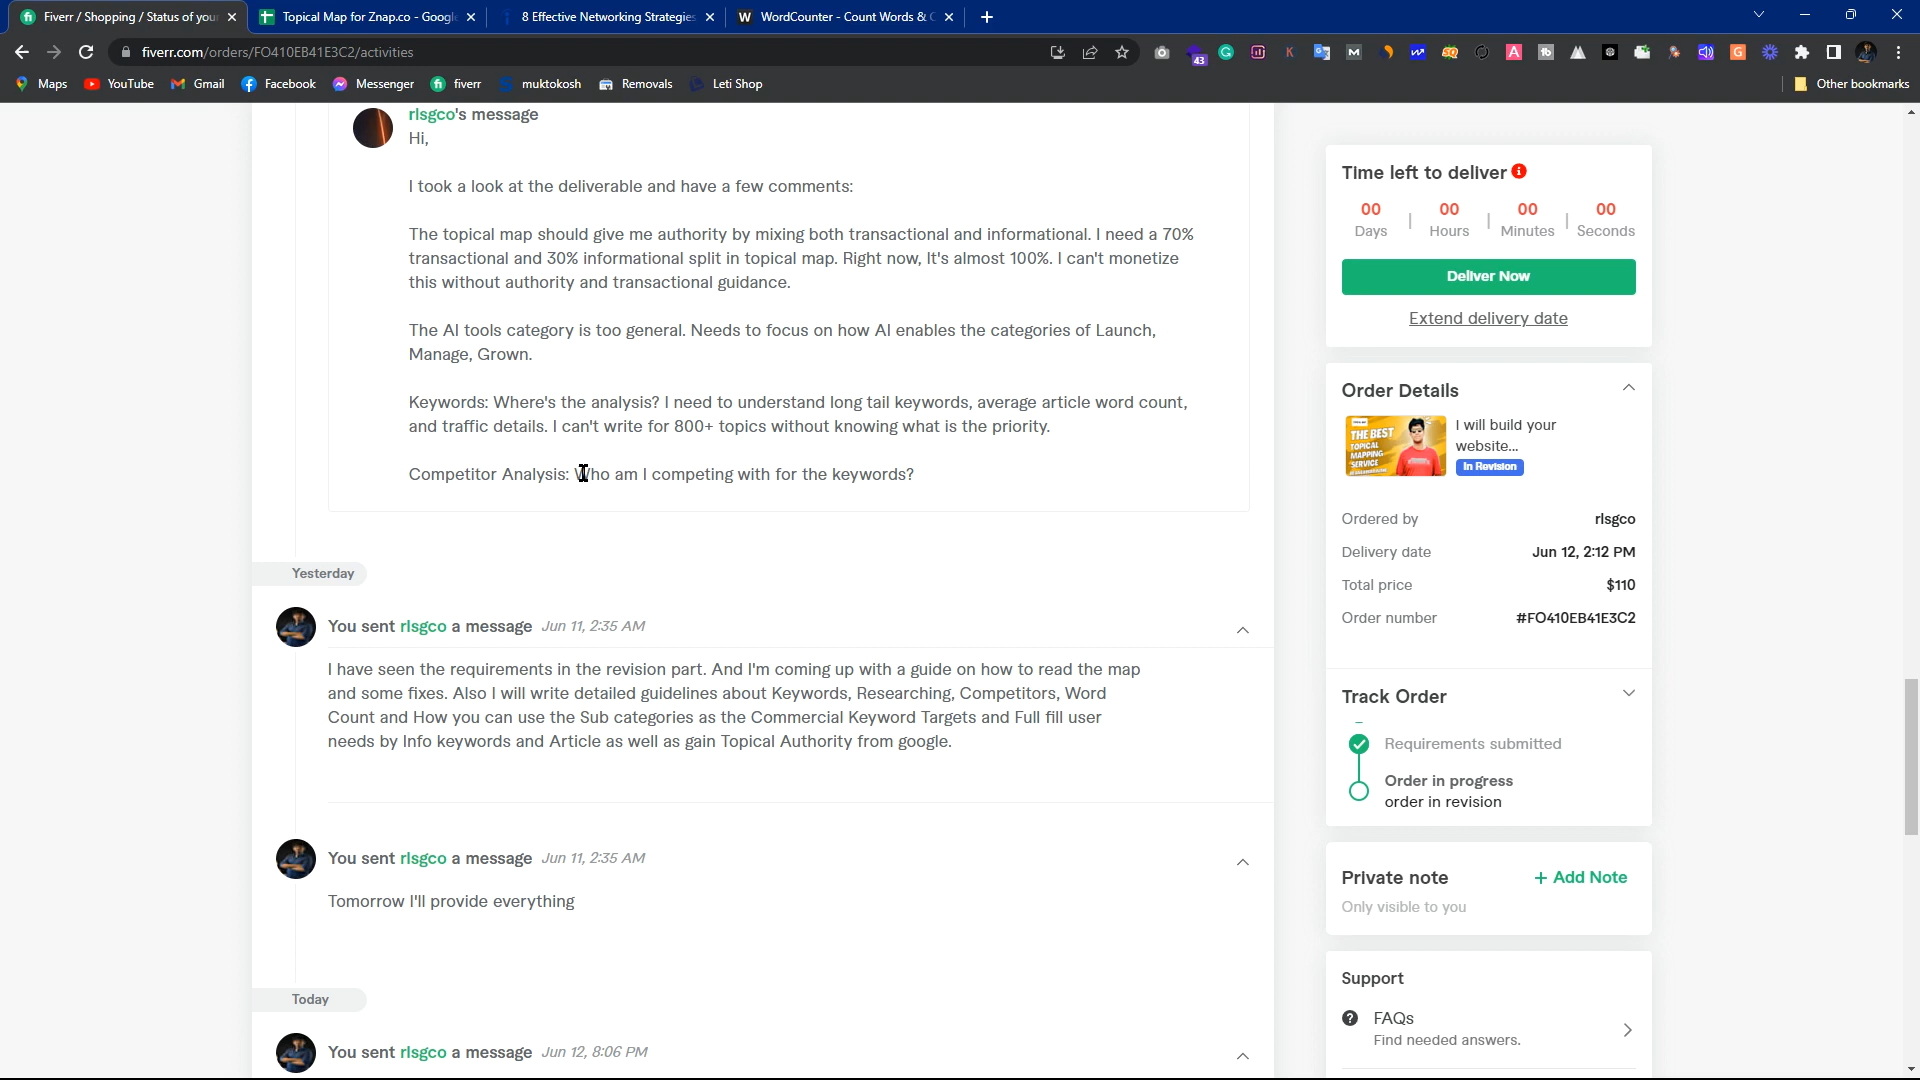 Fiverr / Shopping / Status of your
Topical Map for Znap.co - Google
8 Effective Networking Strategies
WordCounter - Count Words & C
fiverr.com/orders/FO410EB41E3C2/activities
43
Maps
YouTube
Gmail
Facebook
Messenger
fiverr
muktokosh
Removals
Leti Shop
Other bookmarks
rlsgco's message
Hi,
I took a look at the deliverable and have a few comments:
The topical map should give me authority by mixing both transactional and informational. I need a 70%
transactional and 30% informational split in topical map. Right now, It's almost 100%. I can't monetize
this without authority and transactional guidance.
The AI tools category is too general. Needs to focus on how AI enables the categories of Launch,
Manage, Grown.
Keywords: Where's the analysis? I need to understand long tail keywords, average article word count,
and traffic details. I can't write for 800+ topics without knowing what is the priority.
Competitor Analysis: Who am I competing with for the keywords?
Yesterday
You sent rlsgco a message Jun 11, 2:35 AM
I have seen the requirements in the revision part. And I'm coming up with a guide on how to read the map
and some fixes. Also I will write detailed guidelines about Keywords, Researching, Competitors, Word
Count and How you can use the Sub categories as the Commercial Keyword Targets and Full fill user
needs by Info keywords and Article as well as gain Topical Authority from google.
You sent rlsgco a message Jun 11, 2:35 AM
Tomorrow I'll provide everything
Today
You sent rlsgco a message Jun 12, 8:06 PM
Time left to deliver
00 00 00 00
Days Hours Minutes Seconds
Deliver Now
Extend delivery date
Order Details
THE BEST
TOPICAL
MAPPING
SERVICE
I will build your
website...
In Revision
Ordered by rlsgco
Delivery date Jun 12, 2:12 PM
Total price $110
Order number #FO410EB41E3C2
Track Order
Requirements submitted
Order in progress
order in revision
Private note
+ Add Note
Only visible to you
Support
FAQs
Find needed answers.